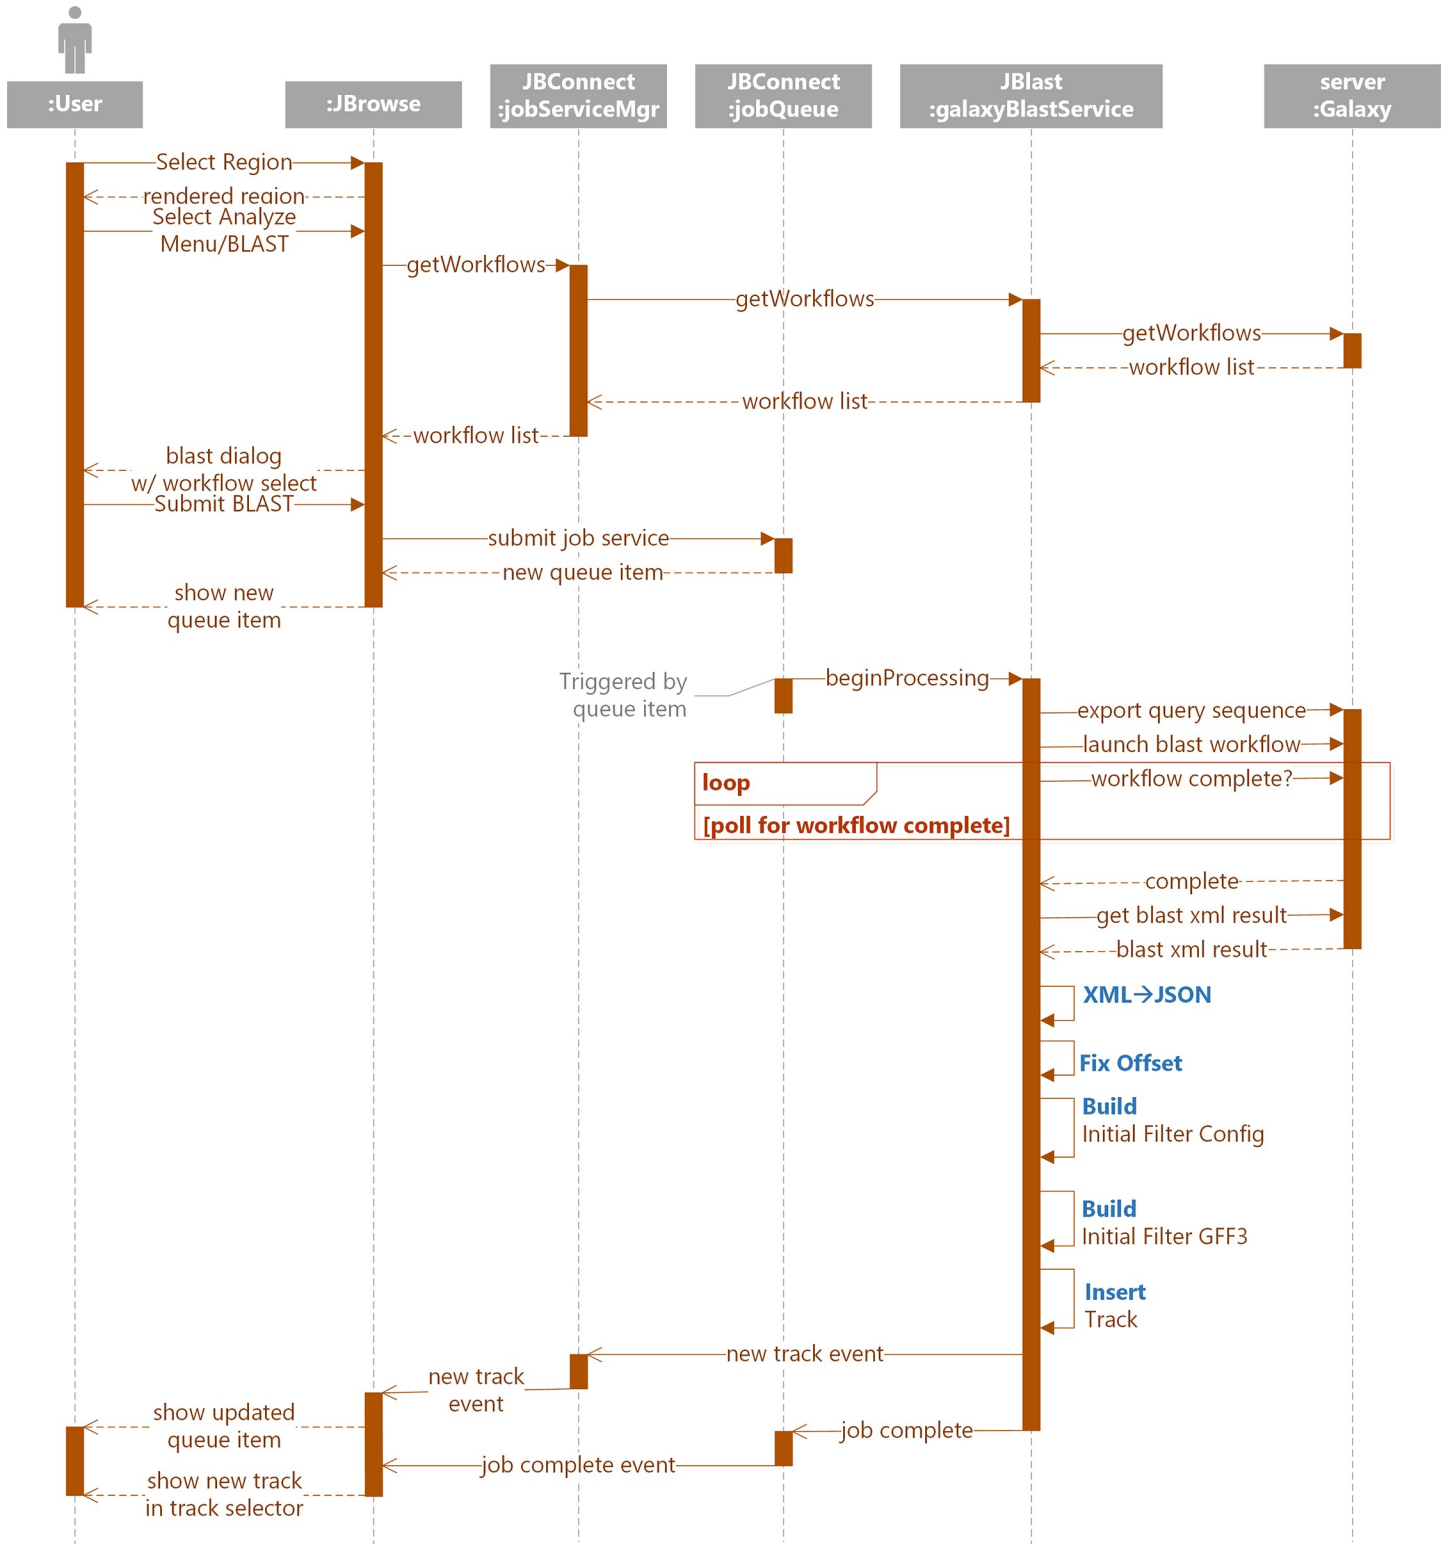 :User
:JBrowse
JBConnect
:jobServiceMgr
JBConnect
:jobQueue
JBlast
:galaxyBlastService
server
:Galaxy
Select Region
rendered region
Select Analyze
Menu/BLAST
getWorkflows
getWorkflows
getWorkflows
workflow list
workflow list
workflow list
blast dialog
w/ workflow select
Submit BLAST
submit job service
new queue item
show new
queue item
Triggered by
queue item
beginProcessing
export query sequence
launch blast workflow
loop
workflow complete?
[poll for workflow complete]
complete
get blast xml result
blast xml result
XML→JSON
Fix Offset
Build
Initial Filter Config
Build
Initial Filter GFF3
Insert
Track
new track event
new track
event
show updated
queue item
job complete
job complete event
show new track
in track selector